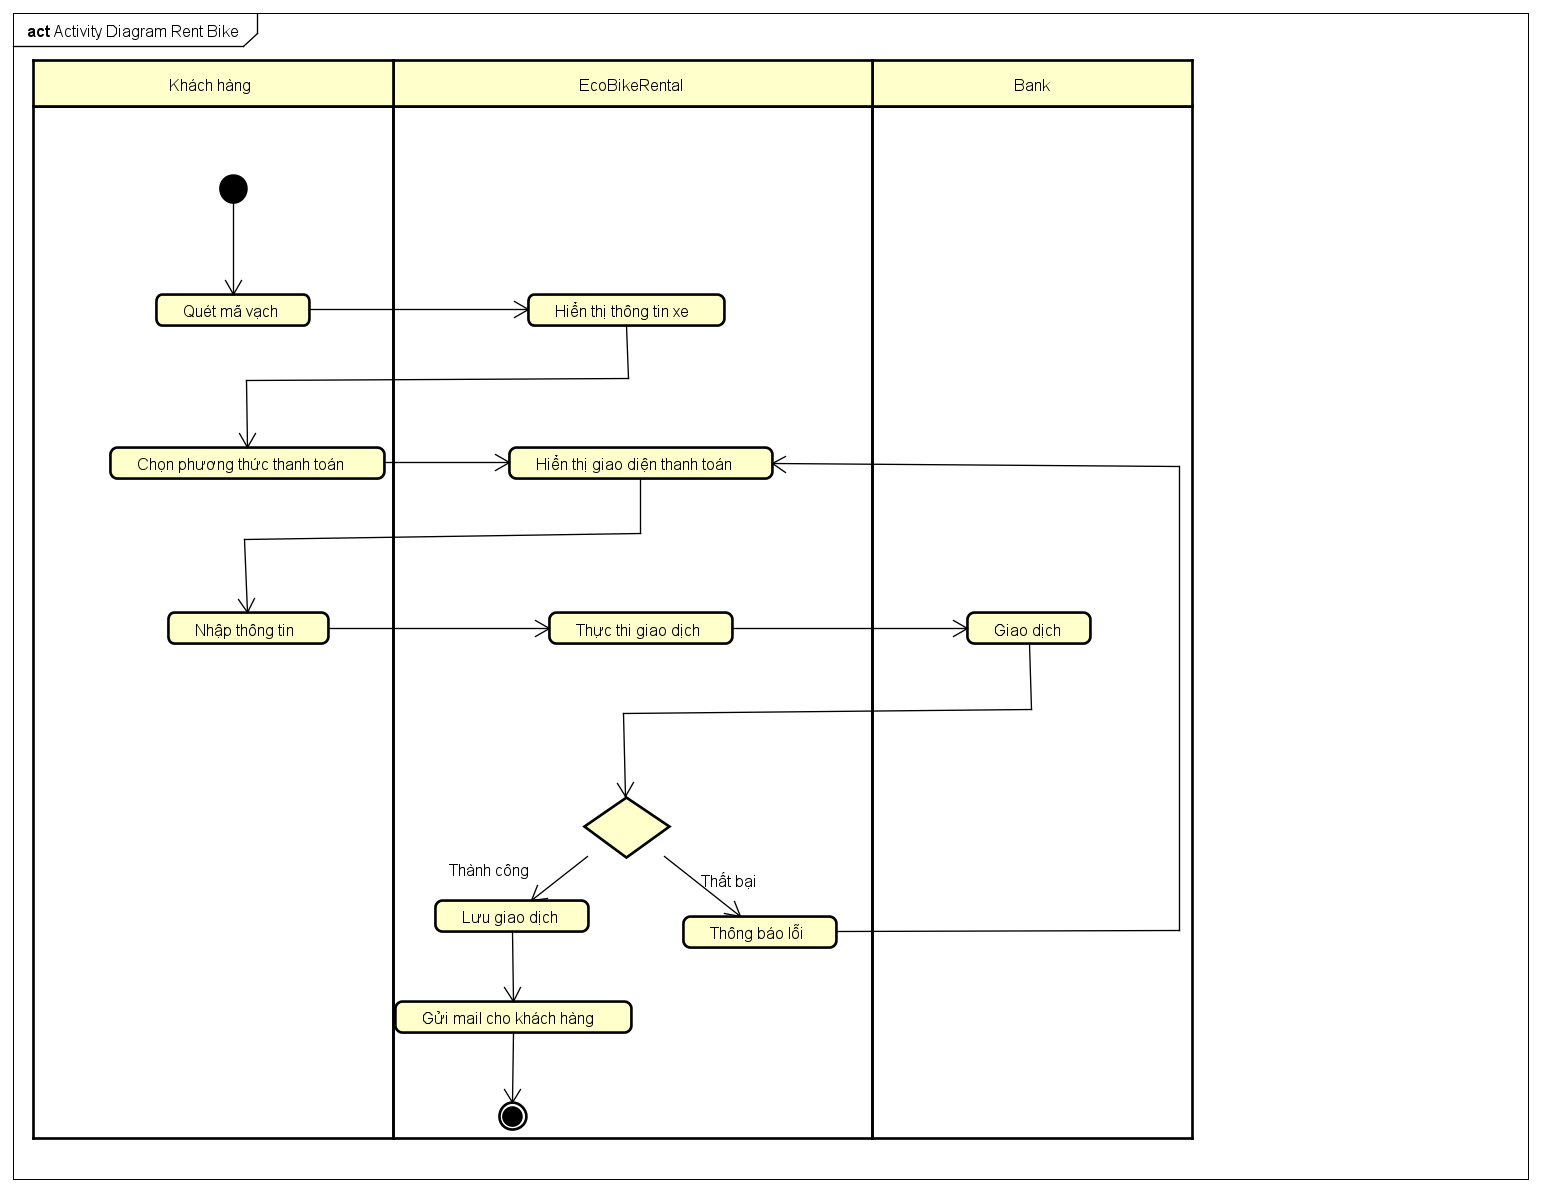 act Activity Diagram Rent Bike
Khách hàng
EcoBikeRental
Bank
Quét mã vạch
Hiển thị thông tin xe
Chọn phương thức thanh toán
Hiển thị giao diện thanh toán
Nhập thông tin
Thực thi giao dịch
Giao dịch
Thành công
Thất bại
Lưu giao dịch
Thông báo lỗi
Gửi mail cho khách hàng